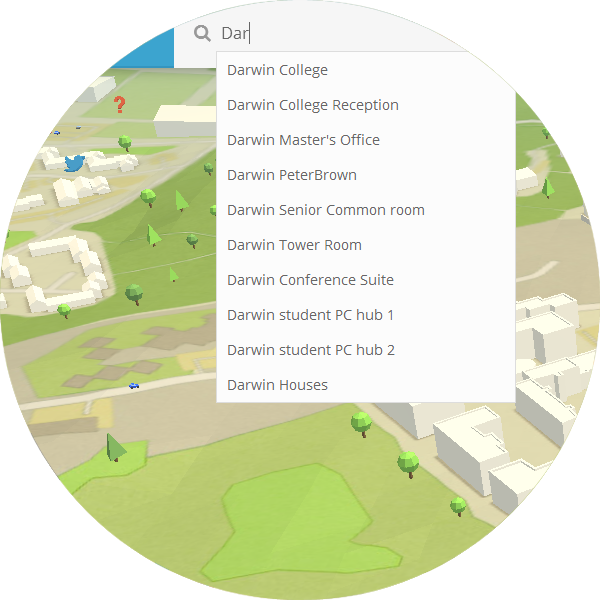 Dar
Darwin College
Darwin College Reception
Darwin Master's Office
Darwin PeterBrown
Darwin Senior Common room
Darwin Tower Room
Darwin Conference Suite
Darwin student PC hub 1
Darwin student PC hub 2
Darwin Houses